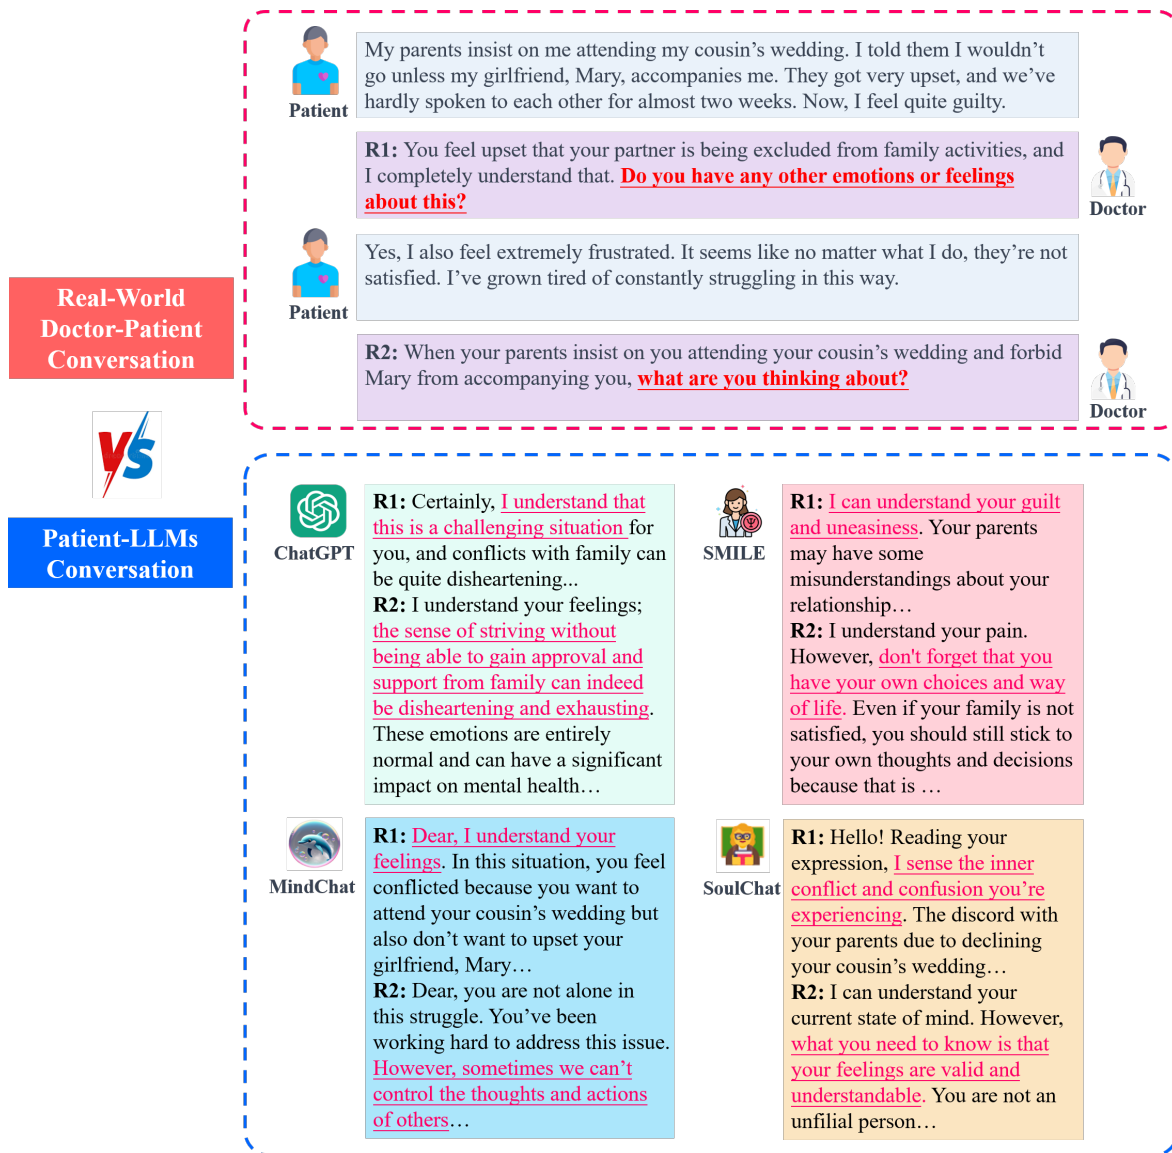 My parents insist on me attending my cousin's wedding. I told them I wouldn't
go unless my girlfriend, Mary, accompanies me. They got very upset, and we've
hardly spoken to each other for almost two weeks. Now, I feel quite guilty.
Patient
R1: You feel upset that your partner is being excluded from family activities, and
I completely understand that. Do you have any other emotions or feelings
about this?
Doctor
Yes, I also feel extremely frustrated. It seems like no matter what I do, they're not
satisfied. I've grown tired of constantly struggling in this way.
Patient
R2: When your parents insist on you attending your cousin's wedding and forbid
Mary from accompanying you, what are you thinking about?
Doctor
Real-World
Doctor-Patient
Conversation
VS
Patient-LLMs
Conversation
ChatGPT
R1: Certainly, I understand that
this is a challenging situation for
you, and conflicts with family can
be quite disheartening...
R2: I understand your feelings;
the sense of striving without
being able to gain approval and
support from family can indeed
be disheartening and exhausting.
These emotions are entirely
normal and can have a significant
impact on mental health…
SMILE
R1: I can understand your guilt
and uneasiness. Your parents
may have some
misunderstandings about your
relationship…
R2: I understand your pain.
However, don't forget that you
have your own choices and way
of life. Even if your family is not
satisfied, you should still stick to
your own thoughts and decisions
because that is …
MindChat
R1: Dear, I understand your
feelings. In this situation, you feel
conflicted because you want to
attend your cousin's wedding but
also don't want to upset your
girlfriend, Mary…
R2: Dear, you are not alone in
this struggle. You've been
working hard to address this issue.
However, sometimes we can't
control the thoughts and actions
of others…
SoulChat
R1: Hello! Reading your
expression, I sense the inner
conflict and confusion you're
experiencing. The discord with
your parents due to declining
your cousin's wedding…
R2: I can understand your
current state of mind. However,
what you need to know is that
your feelings are valid and
understandable. You are not an
unfilial person…